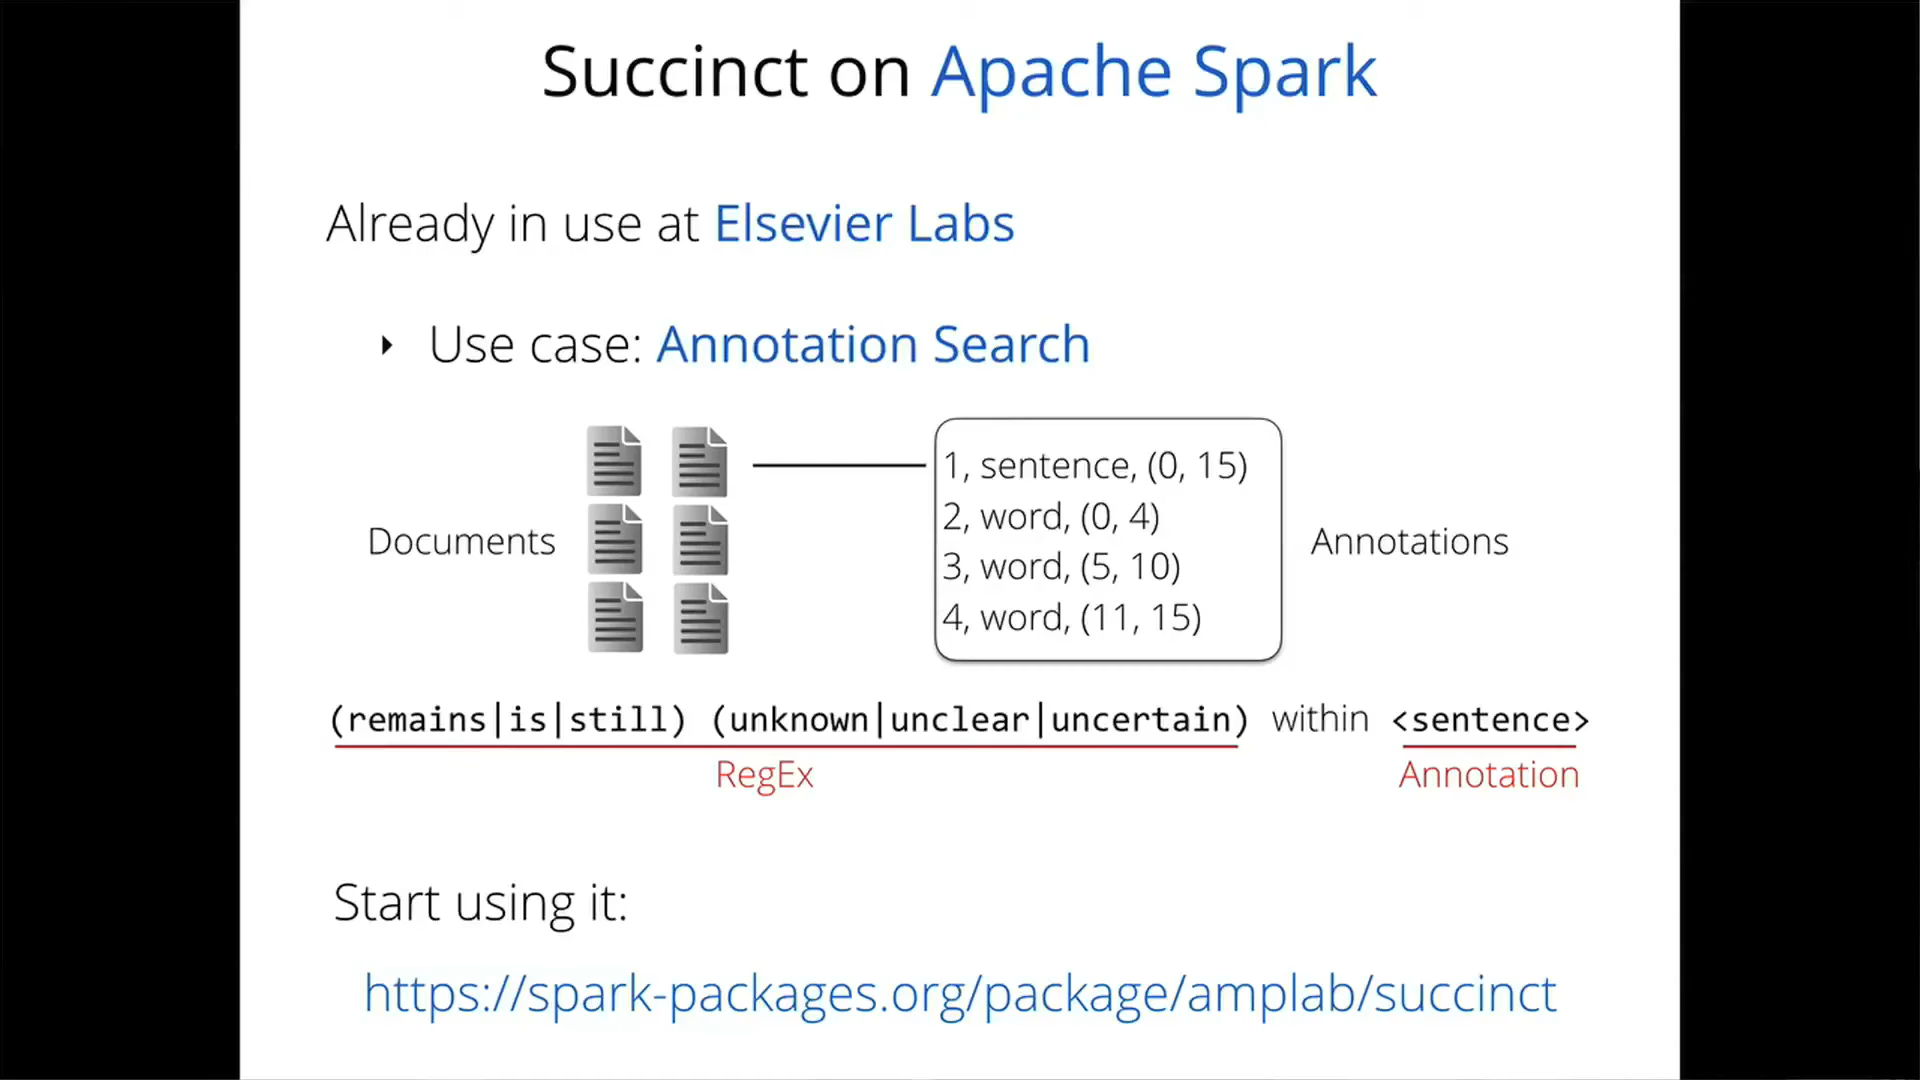 Succinct on Apache Spark
Already in use at Elsevier Labs
‣ Use case: Annotation Search
Documents
1, sentence, (0, 15)
2, word, (0, 4)
3, word, (5, 10)
4, word, (11, 15)
Annotations
(remains|is|still) (unknown|unclear|uncertain) within <sentence>
RegEx
Annotation
Start using it:
https://spark-packages.org/package/amplab/succinct